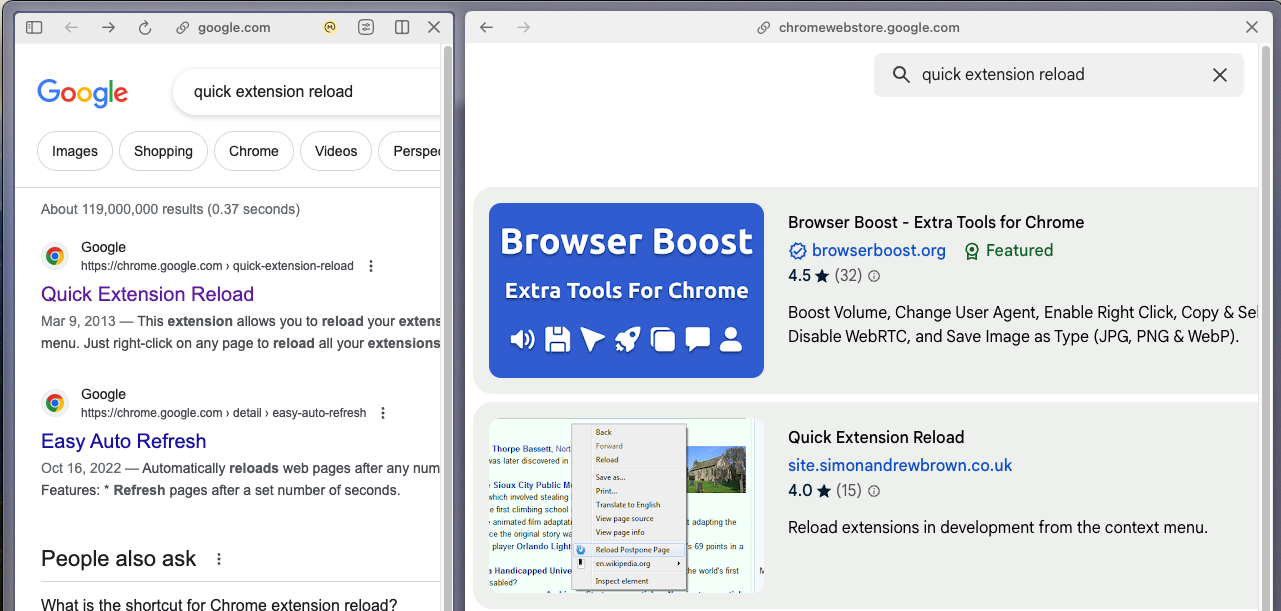 google.com
Google
quick extension reload
Images
Shopping
Chrome
Videos
About 119,000,000 results (0.37 seconds)
Google
https://chrome.google.com › quick-extension-reload
Quick Extension Reload
Mar 9, 2013 — This extension allows you to reload your extens
menu. Just right-click on any page to reload all your extensions
Google
https://chrome.google.com › detail › easy-auto-refresh
Easy Auto Refresh
Oct 16, 2022 — Automatically reloads web pages after any num
Features: * Refresh pages after a set number of seconds.
People also ask
What is the shortcut for Chrome extension reload?
chromewebstore.google.com
quick extension reload
Browser Boost
Extra Tools For Chrome
Browser Boost - Extra Tools for Chrome
browserboost.org Featured
4.5 (32)
Boost Volume, Change User Agent, Enable Right Click, Copy & Sel
Disable WebRTC, and Save Image as Type (JPG, PNG & WebP).
Thorpe Bassett, Nort
was later discovered in
Sioux City Public M
which involved stealing
first climbing school
animated film adaptati
ce the original story wa
player Orlando Light
a Handicapped Unive
sabled?
Back
Forward
Reload
Save as...
Print...
Translate to English
View page source
View page info
Reload Postpone Page
en.wikipedia.org
Inspect element
adapting the
s 69 points in a
the world's first
Quick Extension Reload
site.simonandrewbrown.co.uk
4.0 (15)
Reload extensions in development from the context menu.